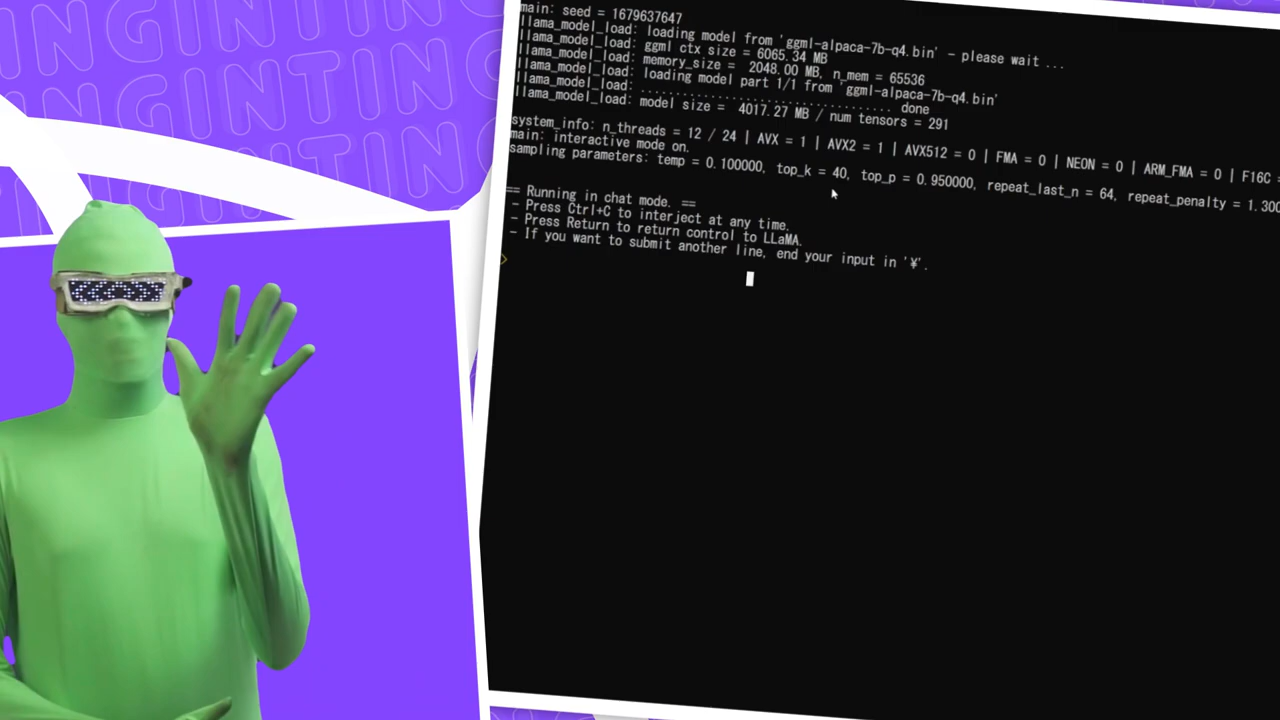 NGINTINGINTING
NGINTINGINTING
NGINTINGINTING
INGINTINGINTING
main: seed = 1679637647
llama_model_load: loading model from 'ggml-alpaca-7b-q4.bin' - please wait ...
llama_model_load: ggml ctx size = 6065.34 MB
llama_model_load: memory_size =  2048.00 MB, n_mem = 65536
llama_model_load: loading model part 1/1 from 'ggml-alpaca-7b-q4.bin'
llama_model_load: .................................... done
llama_model_load: model size =  4017.27 MB / num tensors = 291
system_info: n_threads = 12 / 24 | AVX = 1 | AVX2 = 1 | AVX512 = 0 | FMA = 0 | NEON = 0 | ARM_FMA = 0 | F16C =
main: interactive mode on.
sampling parameters: temp = 0.100000, top_k = 40, top_p = 0.950000, repeat_last_n = 64, repeat_penalty = 1.300
== Running in chat mode. ==
- Press Ctrl+C to interject at any time.
- Press Return to return control to LLaMA.
- If you want to submit another line, end your input in '¥'.
>